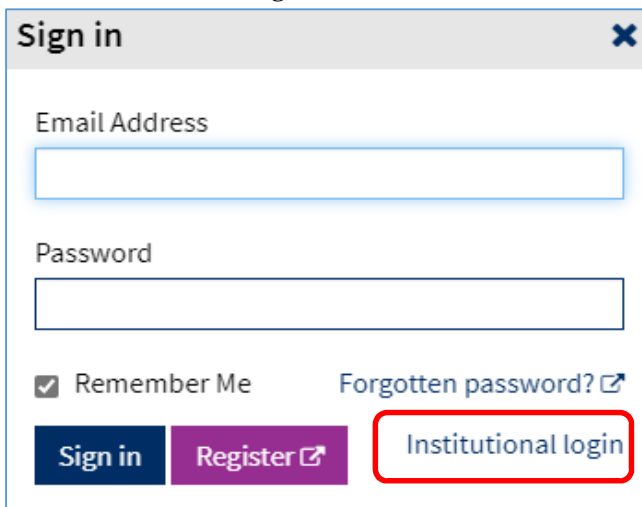 Sign in
Email Address
Password
Remember Me Forgotten password?
Sign in Register Institutional login